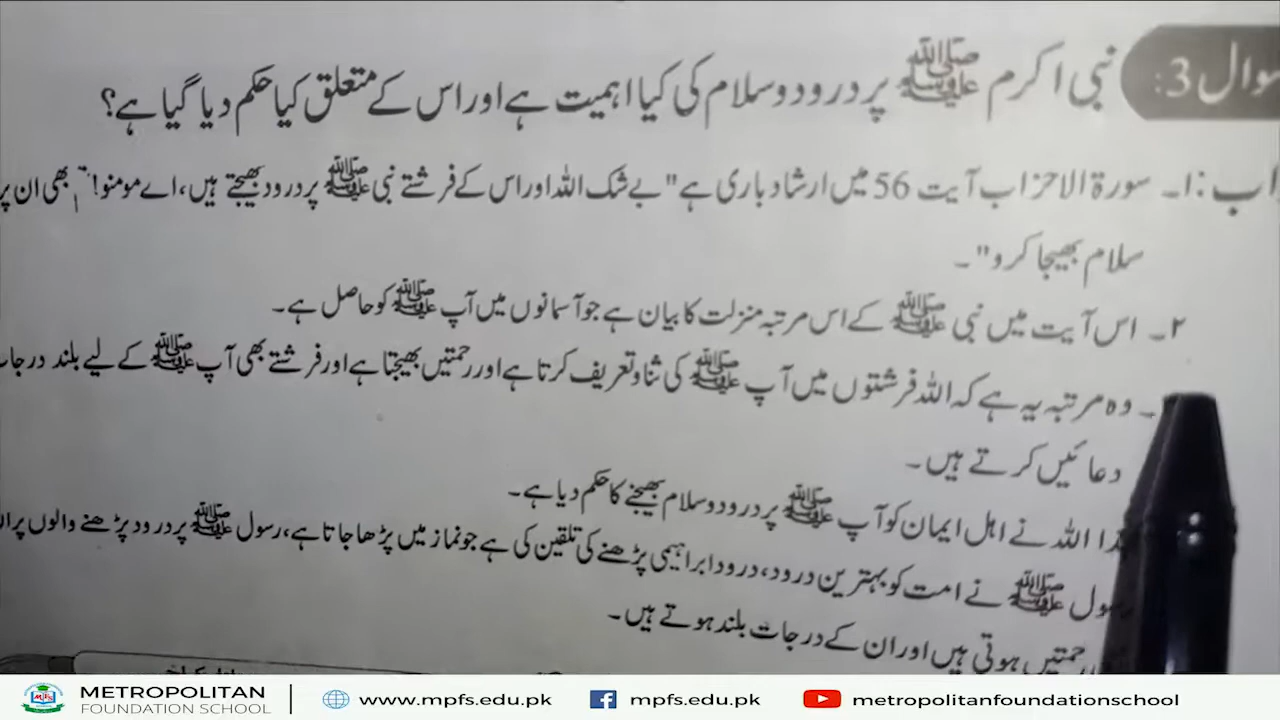 سوال 3:
نبی اکرم ﷺ پر درود و سلام کی کیا اہمیت ہے اور اس کے متعلق کیا حکم دیا گیا ہے؟
اب: ۱۔ سورۃ الاحزاب آیت 56 میں ارشاد باری ہے "بے شک اللہ اور اس کے فرشتے نبی ﷺ پر درود بھیجتے ہیں، اے مومنو! تم بھی ان پر
سلام بھیجا کرو"۔
۲۔ اس آیت میں نبی ﷺ کے اس مرتبہ منزلت کا بیان ہے جو آسمانوں میں آپ ﷺ کو حاصل ہے۔
۔ وہ مرتبہ یہ ہے کہ اللہ فرشتوں میں آپ ﷺ کی ثنا و تعریف کرتا ہے اور رحمتیں بھیجتا ہے اور فرشتے بھی آپ ﷺ کے لیے بلند درجات
دعائیں کرتے ہیں۔
اللہ نے اہل ایمان کو آپ ﷺ پر درود و سلام بھیجنے کا حکم دیا ہے۔
ﷺ نے امت کو بہترین درود، درود ابراہیمی پڑھنے کی تلقین کی ہے جو نماز میں پڑھا جاتا ہے، رسول ﷺ پر درود پڑھنے والوں پر
رحمتیں ہوتی ہیں اور ان کے درجات بلند ہوتے ہیں۔
METROPOLITAN
FOUNDATION SCHOOL
www.mpfs.edu.pk
mpfs.edu.pk
metropolitanfoundationschool